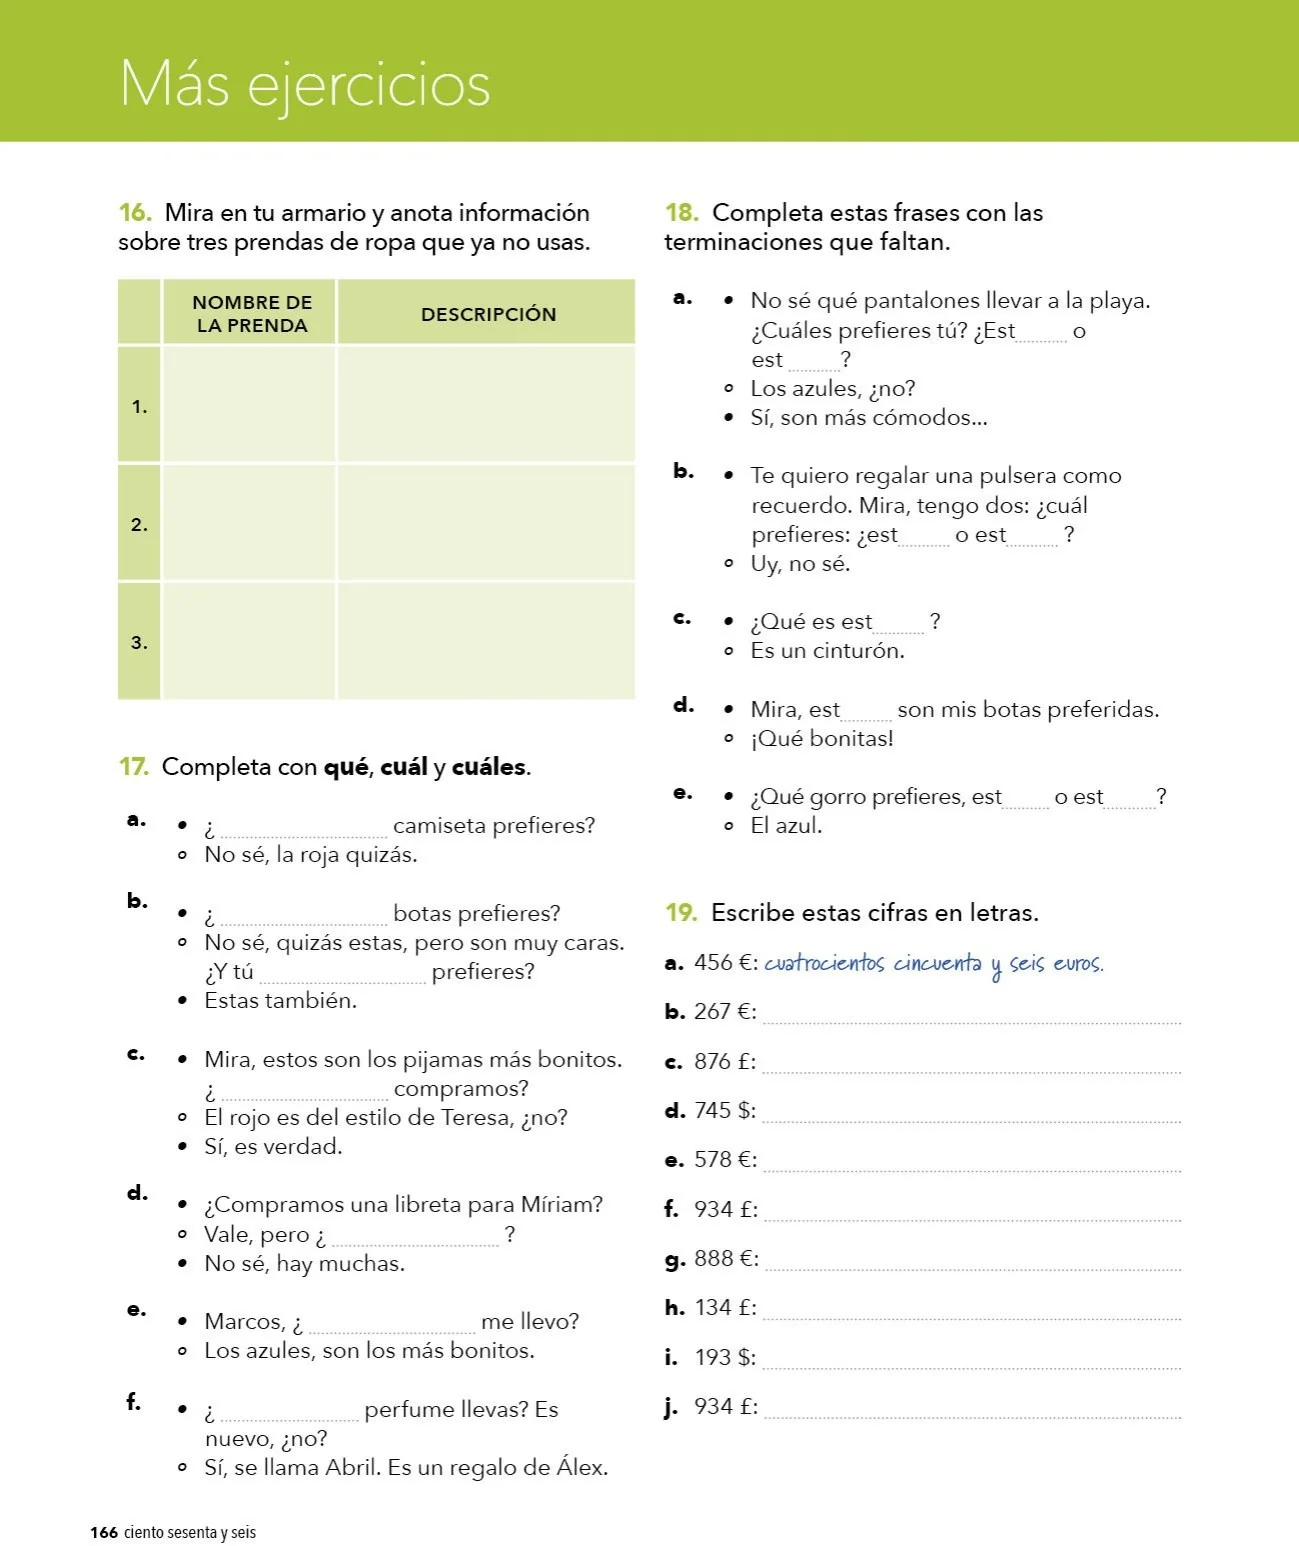 Más ejercicios
16. Mira en tu armario y anota información
sobre tres prendas de ropa que ya no usas.
NOMBRE DE
LA PRENDA
DESCRIPCIÓN
1.
2.
3.
17. Completa con qué, cuál y cuáles.
a. • ¿ camiseta prefieres?
◦ No sé, la roja quizás.
b. • ¿ botas prefieres?
◦ No sé, quizás estas, pero son muy caras.
¿Y tú prefieres?
• Estas también.
c. • Mira, estos son los pijamas más bonitos.
¿ compramos?
◦ El rojo es del estilo de Teresa, ¿no?
• Sí, es verdad.
d. • ¿Compramos una libreta para Míriam?
◦ Vale, pero ¿ ?
• No sé, hay muchas.
e. • Marcos, ¿ me llevo?
◦ Los azules, son los más bonitos.
f. • ¿ perfume llevas? Es
nuevo, ¿no?
◦ Sí, se llama Abril. Es un regalo de Álex.
18. Completa estas frases con las
terminaciones que faltan.
a. • No sé qué pantalones llevar a la playa.
¿Cuáles prefieres tú? ¿Est o
est ?
◦ Los azules, ¿no?
• Sí, son más cómodos...
b. • Te quiero regalar una pulsera como
recuerdo. Mira, tengo dos: ¿cuál
prefieres: ¿est o est ?
◦ Uy, no sé.
c. • ¿Qué es est ?
◦ Es un cinturón.
d. • Mira, est son mis botas preferidas.
◦ ¡Qué bonitas!
e. • ¿Qué gorro prefieres, est o est ?
◦ El azul.
19. Escribe estas cifras en letras.
a. 456 €: cuatrocientos cincuenta y seis euros.
b. 267 €:
c. 876 £:
d. 745 $:
e. 578 €:
f. 934 £:
g. 888 €:
h. 134 £:
i. 193 $:
j. 934 £:
166 ciento sesenta y seis